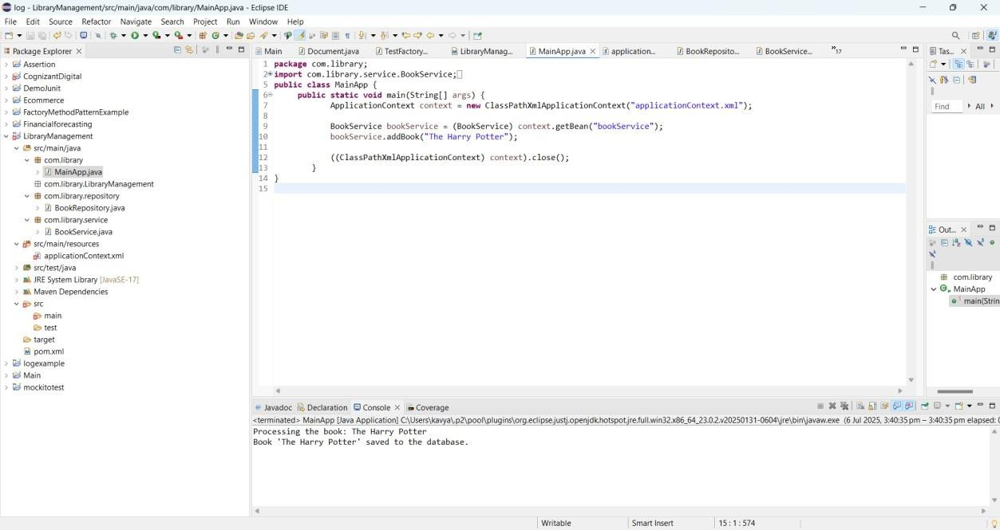 log - LibraryManagement/src/main/java/com/library/MainApp.java - Eclipse IDE
File Edit Source Refactor Navigate Search Project Run Window Help
Package Explorer
Assertion
CognizantDigital
DemoJunit
Ecommerce
FactoryMethodPatternExample
Financialforecasting
LibraryManagement
src/main/java
com.library
MainApp.java
com.library.LibraryManagement
com.library.repository
BookRepository.java
com.library.service
BookService.java
src/main/resources
applicationContext.xml
src/test/java
JRE System Library [JavaSE-17]
Maven Dependencies
src
main
test
target
pom.xml
logexample
Main
mockitotest
Main Document.java TestFactory... LibraryManag... MainApp.java application... BookReposito... BookService... »17
1 package com.library;
2 import com.library.service.BookService;
5 public class MainApp {
6 public static void main(String[] args) {
7 ApplicationContext context = new ClassPathXmlApplicationContext("applicationContext.xml");
8
9 BookService bookService = (BookService) context.getBean("bookService");
10 bookService.addBook("The Harry Potter");
11
12 ((ClassPathXmlApplicationContext) context).close();
13 }
14 }
15
Tas...
Find All
Out...
com.library
MainApp
main(Strin
Javadoc Declaration Console Coverage
<terminated> MainApp [Java Application] C:\Users\kavya\.p2\pool\plugins\org.eclipse.justj.openjdk.hotspot.jre.full.win32.x86_64_23.0.2.v20250131-0604\jre\bin\javaw.exe (6 Jul 2025, 3:40:35 pm – 3:40:35 pm elapsed: 0
Processing the book: The Harry Potter
Book 'The Harry Potter' saved to the database.
Writable Smart Insert 15 : 1 : 574